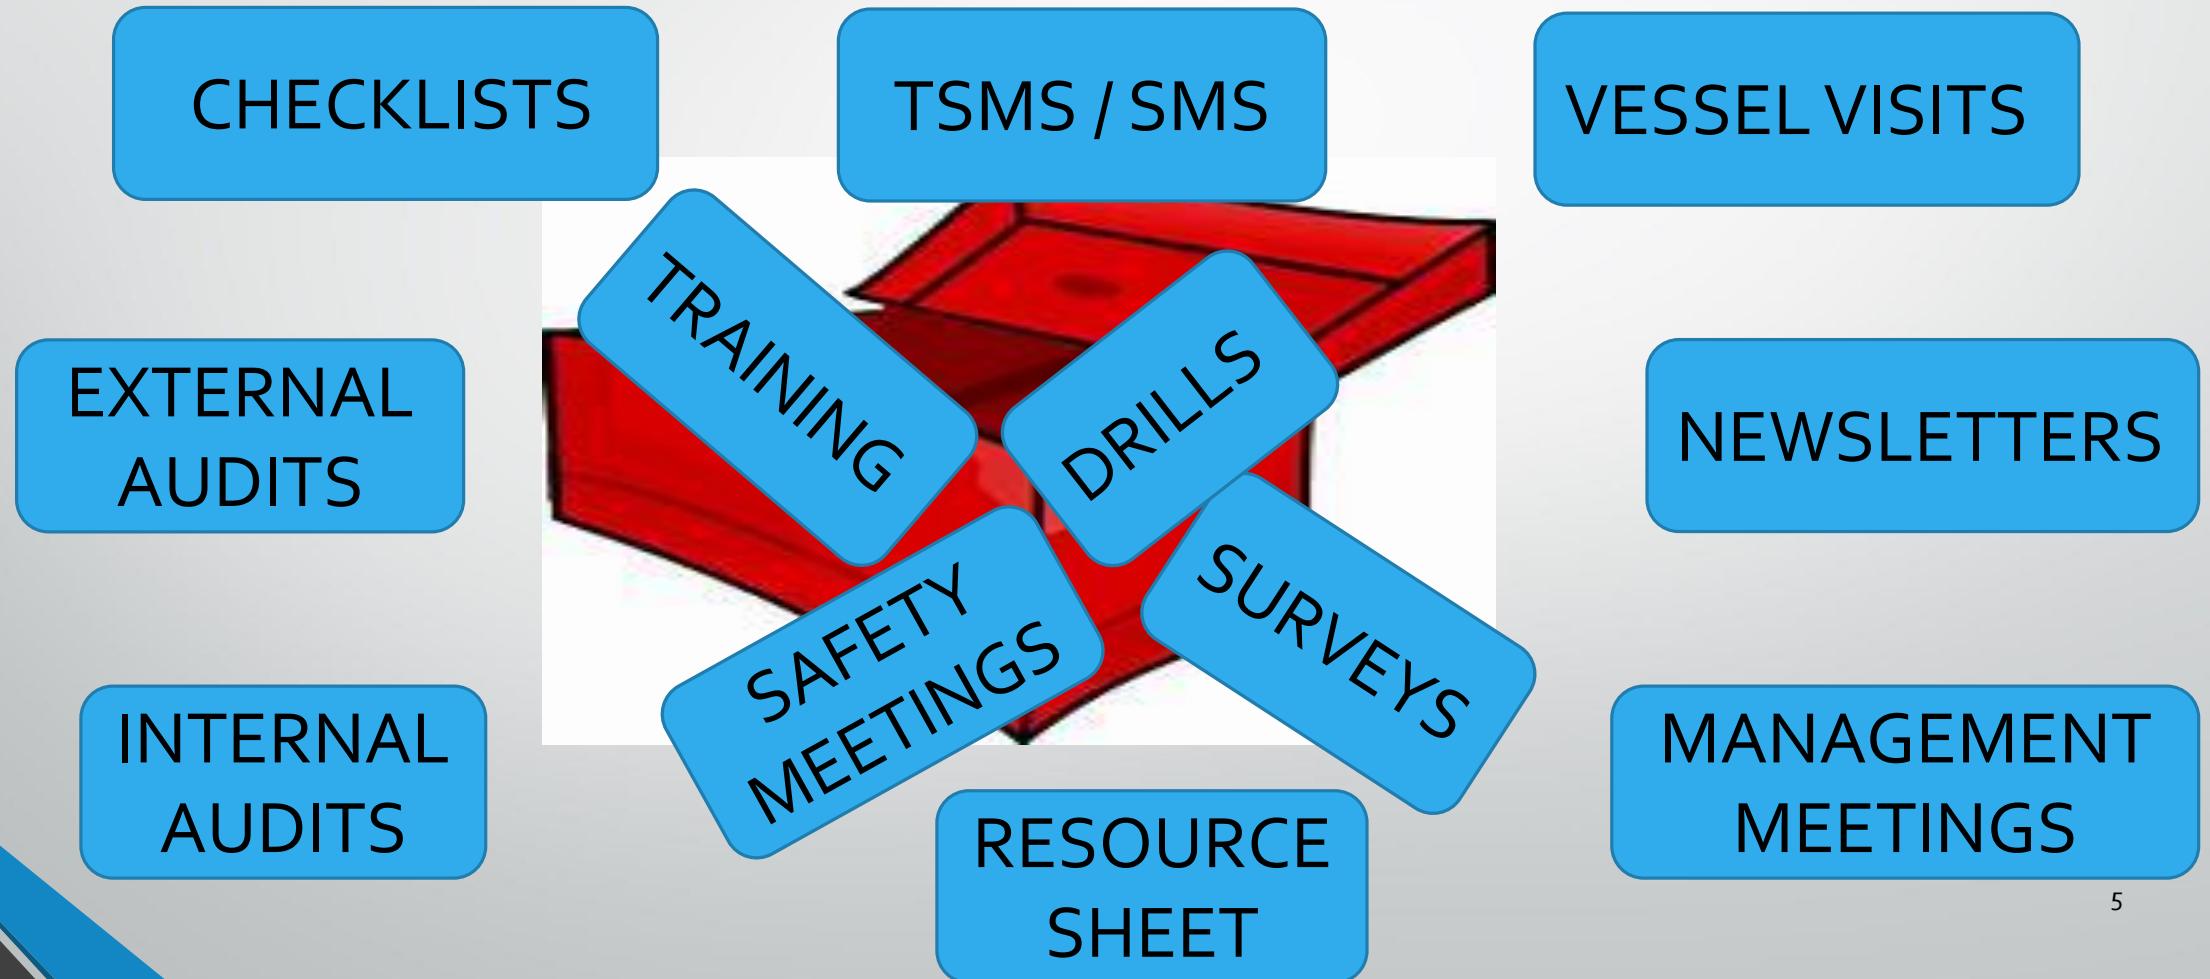 CHECKLISTS
TSMS / SMS
VESSEL VISITS
TRAINING
DRILLS
EXTERNAL
AUDITS
NEWSLETTERS
SAFETY
MEETINGS
SURVEYS
INTERNAL
AUDITS
MANAGEMENT
MEETINGS
RESOURCE
SHEET
5